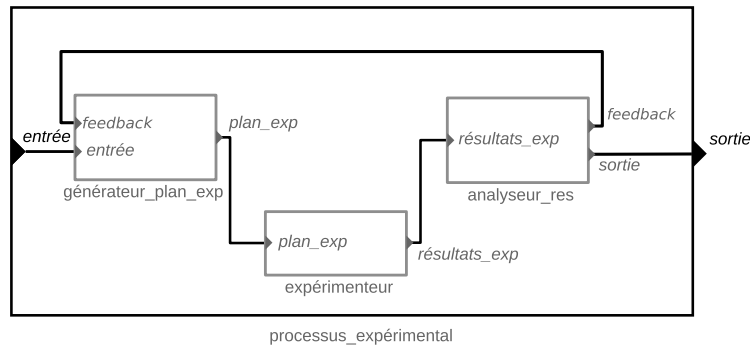 feedback
plan_exp
feedback
entrée
entrée
résultats_exp
sortie
sortie
générateur_plan_exp
analyseur_res
plan_exp
résultats_exp
expérimenteur
processus_expérimental